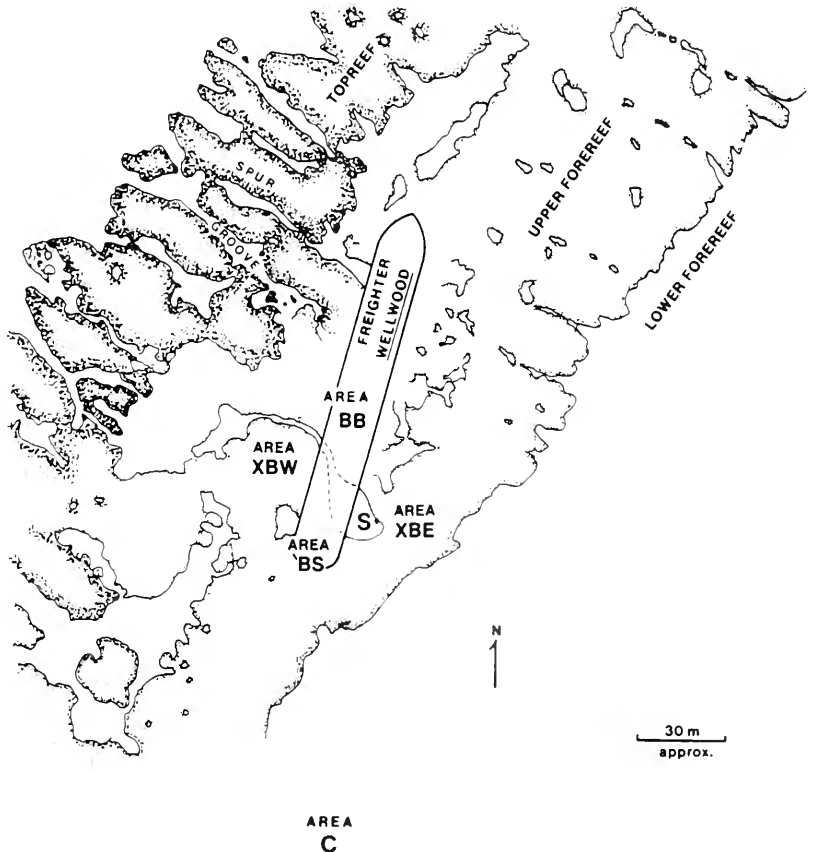 TOPREEF
SPUR
GROOVE
UPPER FOREREEF
LOWER FOREREEF
FREIGHTER
WELLWOOD
AREA
BB
AREA
XBW
AREA
XBE
S
AREA
BS
N
30 m
approx.
AREA
C